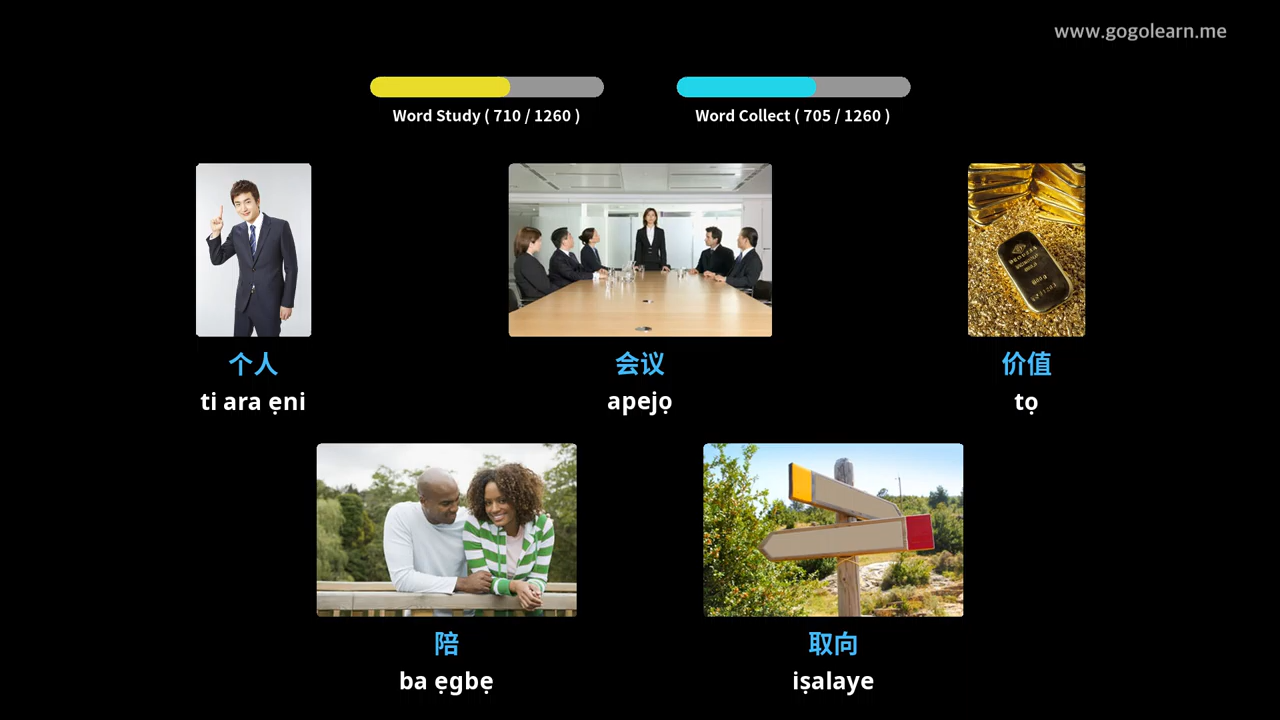 www.gogolearn.me
Word Study ( 710 / 1260 )
Word Collect ( 705 / 1260 )
个人
ti ara ẹni
会议
apejọ
价值
tọ
陪
ba ẹgbẹ
取向
iṣalaye